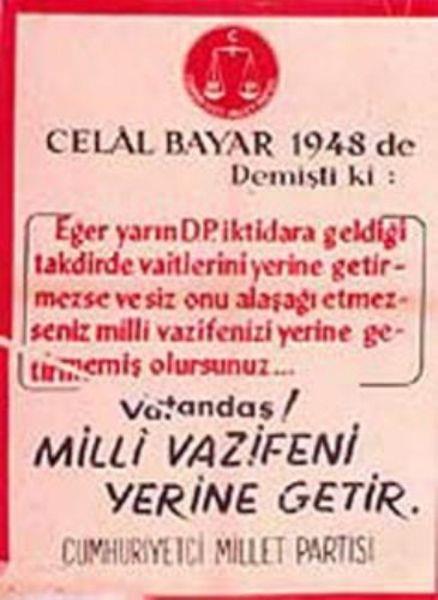 CELÂL BAYAR 1948 de
Demişti ki :
Eğer yarın D.P. iktidara geldiği
takdirde vaitlerini yerine getir-
mezse ve siz onu alaşağı etmez-
seniz milli vazifenizi yerine ge-
tirmemiş olursunuz...
Vatandaş!
MİLLİ VAZİFENİ
YERİNE GETİR.
CUMHURİYETCİ MİLLET PARTİSİ